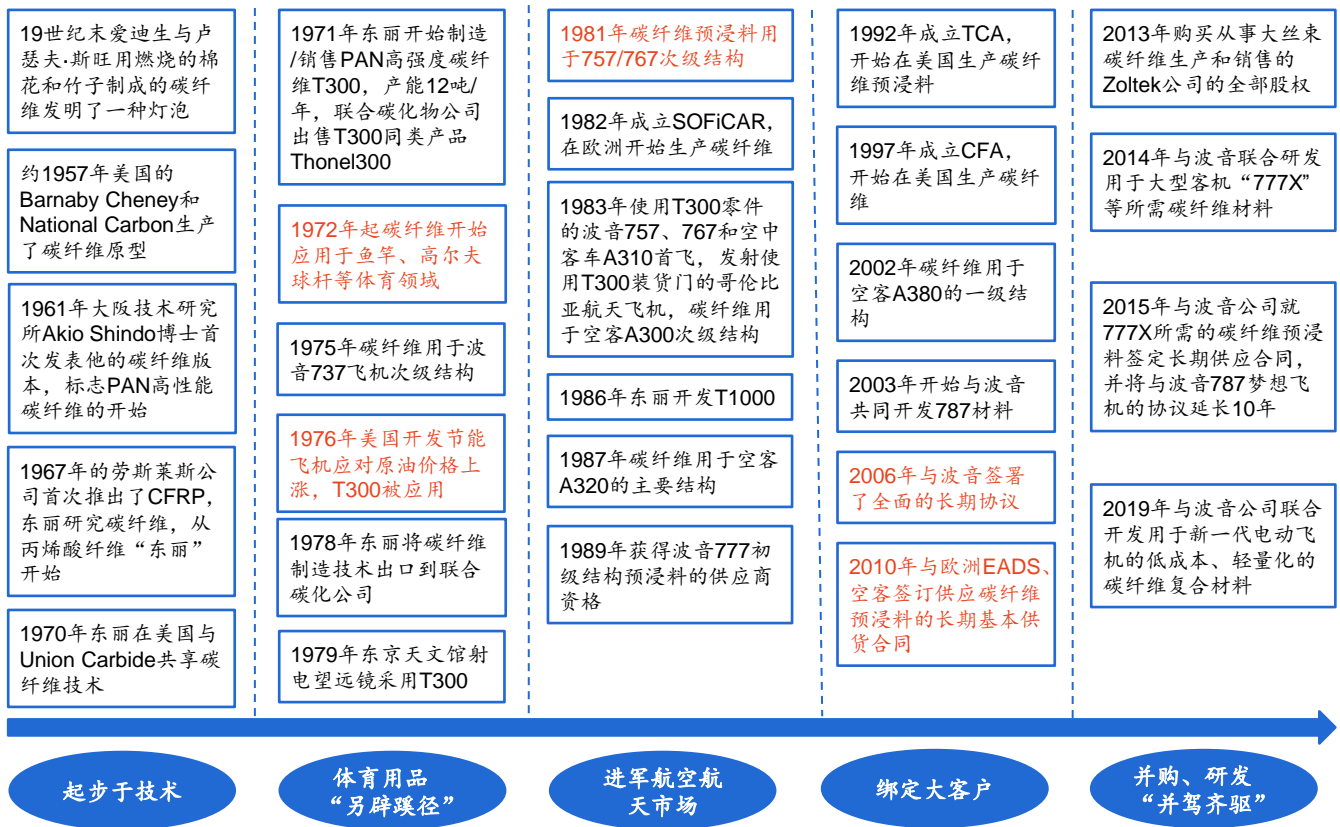 19世纪末爱迪生与卢
瑟夫·斯旺用燃烧的棉
花和竹子制成的碳纤
维发明了一种灯泡
约1957年美国的
Barnaby Cheney和
National Carbon生产
了碳纤维原型
1961年大阪技术研究
所Akio Shindo博士首
次发表他的碳纤维版
本，标志PAN高性能
碳纤维的开始
1967年的劳斯莱斯公
司首次推出了CFRP，
东丽研究碳纤维，从
丙烯酸纤维“东丽”
开始
1970年东丽在美国与
Union Carbide共享碳
纤维技术
1971年东丽开始制造
/销售PAN高强度碳纤
维T300，产能12吨/
年，联合碳化物公司
出售T300同类产品
Thonel300
1972年起碳纤维开始
应用于鱼竿、高尔夫
球杆等体育领域
1975年碳纤维用于波
音737飞机次级结构
1976年美国开发节能
飞机应对原油价格上
涨，T300被应用
1978年东丽将碳纤维
制造技术出口到联合
碳化公司
1979年东京天文馆射
电望远镜采用T300
1981年碳纤维预浸料用
于757/767次级结构
1982年成立SOFiCAR，
在欧洲开始生产碳纤维
1983年使用T300零件
的波音757、767和空中
客车A310首飞，发射使
用T300装货门的哥伦比
亚航天飞机，碳纤维用
于空客A300次级结构
1986年东丽开发T1000
1987年碳纤维用于空客
A320的主要结构
1989年获得波音777初
级结构预浸料的供应商
资格
1992年成立TCA，
开始在美国生产碳纤
维预浸料
1997年成立CFA，
开始在美国生产碳纤
维
2002年碳纤维用于
空客A380的一级结
构
2003年开始与波音
共同开发787材料
2006年与波音签署
了全面的长期协议
2010年与欧洲EADS、
空客签订供应碳纤维
预浸料的长期基本供
货合同
2013年购买从事大丝束
碳纤维生产和销售的
Zoltek公司的全部股权
2014年与波音联合研发
用于大型客机“777X”
等所需碳纤维材料
2015年与波音公司就
777X所需的碳纤维预浸
料签定长期供应合同，
并将与波音787梦想飞
机的协议延长10年
2019年与波音公司联合
开发用于新一代电动飞
机的低成本、轻量化的
碳纤维复合材料
起步于技术
体育用品
“另辟蹊径”
进军航空航
天市场
绑定大客户
并购、研发
“并驾齐驱”